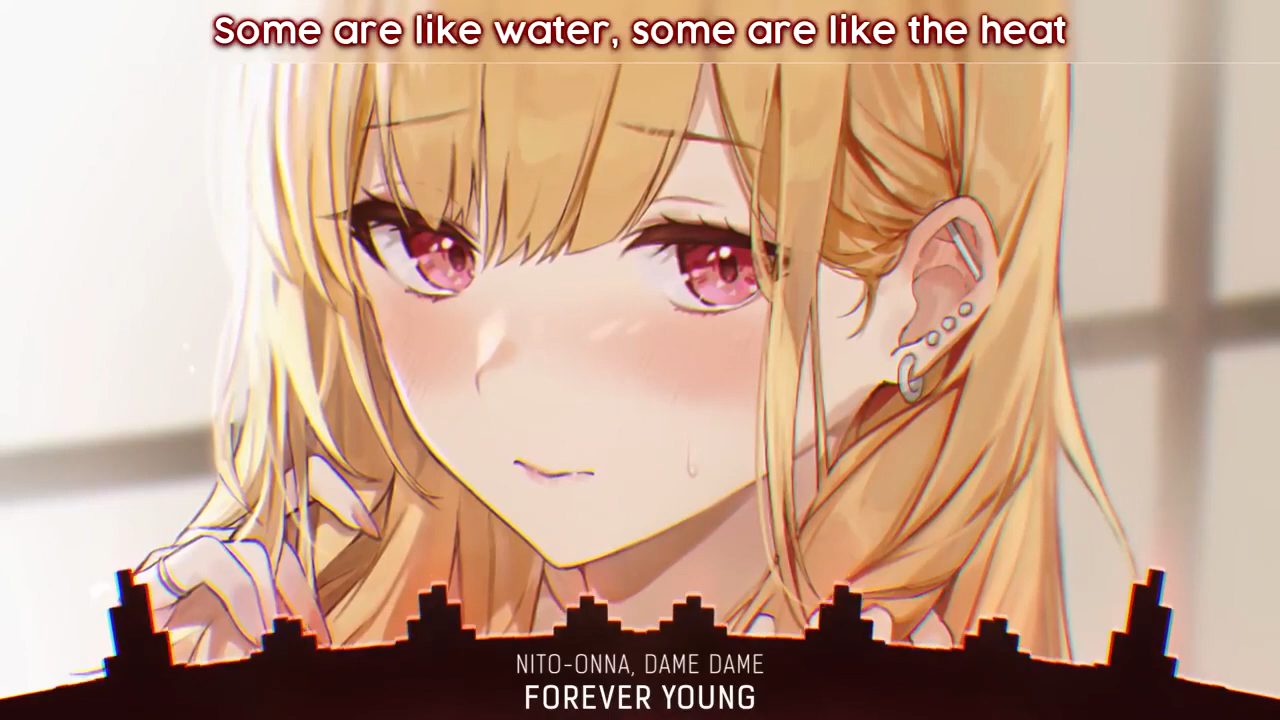 Some are like water, some are like the heat
NITO-ONNA, DAME DAME
FOREVER YOUNG